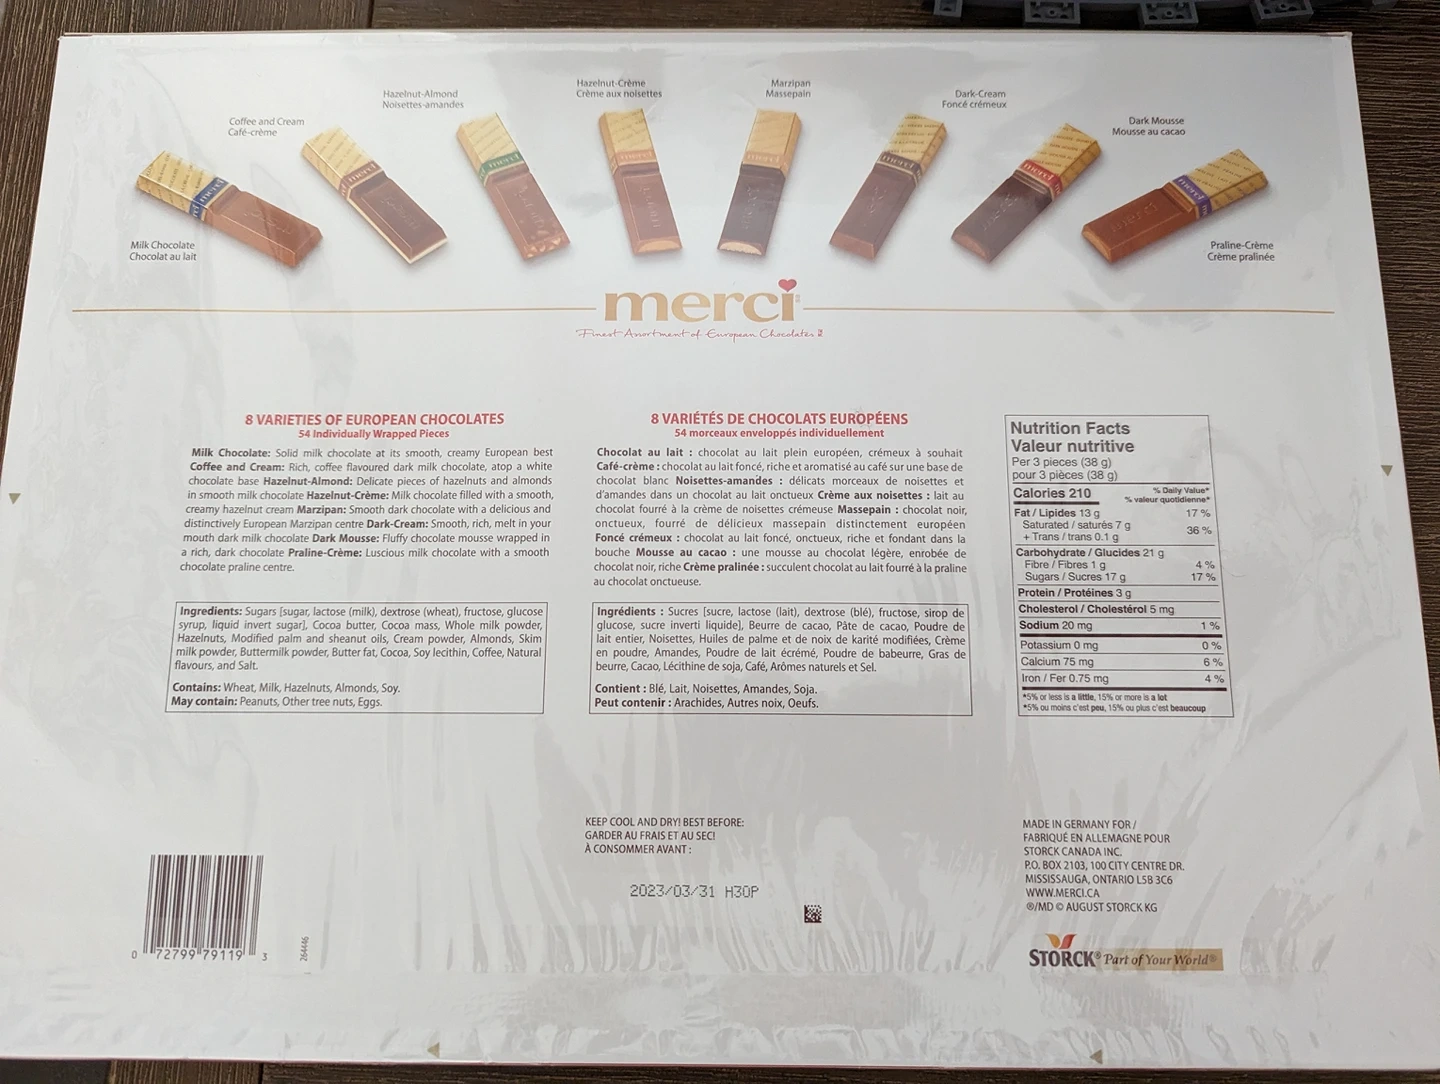 Hazelnut-Crème
Crème aux noisettes
Marzipan
Massepain
Hazelnut-Almond
Noisettes-amandes
Dark-Cream
Foncé crémeux
Coffee and Cream
Café-crème
Dark Mousse
Mousse au cacao
Milk Chocolate
Chocolat au lait
Praline-Crème
Crème pralinée
merci
Finest Assortment of European Chocolates
8 VARIETIES OF EUROPEAN CHOCOLATES
54 Individually Wrapped Pieces
Milk Chocolate: Solid milk chocolate at its smooth, creamy European best
Coffee and Cream: Rich, coffee flavoured dark milk chocolate, atop a white
chocolate base Hazelnut-Almond: Delicate pieces of hazelnuts and almonds
in smooth milk chocolate Hazelnut-Crème: Milk chocolate filled with a smooth,
creamy hazelnut cream Marzipan: Smooth dark chocolate with a delicious and
distinctively European Marzipan centre Dark-Cream: Smooth, rich, melt in your
mouth dark milk chocolate Dark Mousse: Fluffy chocolate mousse wrapped in
a rich, dark chocolate Praline-Crème: Luscious milk chocolate with a smooth
chocolate praline centre.
Ingredients: Sugars [sugar, lactose (milk), dextrose (wheat), fructose, glucose
syrup, liquid invert sugar], Cocoa butter, Cocoa mass, Whole milk powder,
Hazelnuts, Modified palm and sheanut oils, Cream powder, Almonds, Skim
milk powder, Buttermilk powder, Butter fat, Cocoa, Soy lecithin, Coffee, Natural
flavours, and Salt.
Contains: Wheat, Milk, Hazelnuts, Almonds, Soy.
May contain: Peanuts, Other tree nuts, Eggs.
8 VARIÉTÉS DE CHOCOLATS EUROPÉENS
54 morceaux enveloppés individuellement
Chocolat au lait : chocolat au lait plein européen, crémeux à souhait
Café-crème : chocolat au lait foncé, riche et aromatisé au café sur une base de
chocolat blanc Noisettes-amandes : délicats morceaux de noisettes et
d'amandes dans un chocolat au lait onctueux Crème aux noisettes : lait au
chocolat fourré à la crème de noisettes crémeuse Massepain : chocolat noir,
onctueux, fourré de délicieux massepain distinctement européen
Foncé crémeux : chocolat au lait foncé, onctueux, riche et fondant dans la
bouche Mousse au cacao : une mousse au chocolat légère, enrobée de
chocolat noir, riche Crème pralinée : succulent chocolat au lait fourré à la praline
au chocolat onctueuse.
Ingrédients : Sucres [sucre, lactose (lait), dextrose (blé), fructose, sirop de
glucose, sucre inverti liquide], Beurre de cacao, Pâte de cacao, Poudre de
lait entier, Noisettes, Huiles de palme et de noix de karité modifiées, Crème
en poudre, Amandes, Poudre de lait écrémé, Poudre de babeurre, Gras de
beurre, Cacao, Lécithine de soja, Café, Arômes naturels et Sel.
Contient : Blé, Lait, Noisettes, Amandes, Soja.
Peut contenir : Arachides, Autres noix, Oeufs.
Nutrition Facts
Valeur nutritive
Per 3 pieces (38 g)
pour 3 pièces (38 g)
Calories 210 % Daily Value*
% valeur quotidienne*
Fat / Lipides 13 g 17 %
Saturated / saturés 7 g
+ Trans / trans 0.1 g 36 %
Carbohydrate / Glucides 21 g
Fibre / Fibres 1 g 4 %
Sugars / Sucres 17 g 17 %
Protein / Protéines 3 g
Cholesterol / Cholestérol 5 mg
Sodium 20 mg 1 %
Potassium 0 mg 0 %
Calcium 75 mg 6 %
Iron / Fer 0.75 mg 4 %
*5% or less is a little, 15% or more is a lot
*5% ou moins c'est peu, 15% ou plus c'est beaucoup
KEEP COOL AND DRY! BEST BEFORE:
GARDER AU FRAIS ET AU SEC!
À CONSOMMER AVANT :
2023/03/31 H30P
MADE IN GERMANY FOR /
FABRIQUÉ EN ALLEMAGNE POUR
STORCK CANADA INC.
P.O. BOX 2103, 100 CITY CENTRE DR.
MISSISSAUGA, ONTARIO L5B 3C6
WWW.MERCI.CA
®/MD © AUGUST STORCK KG
STORCK® Part of Your World®
0 72799 79119 3
264446